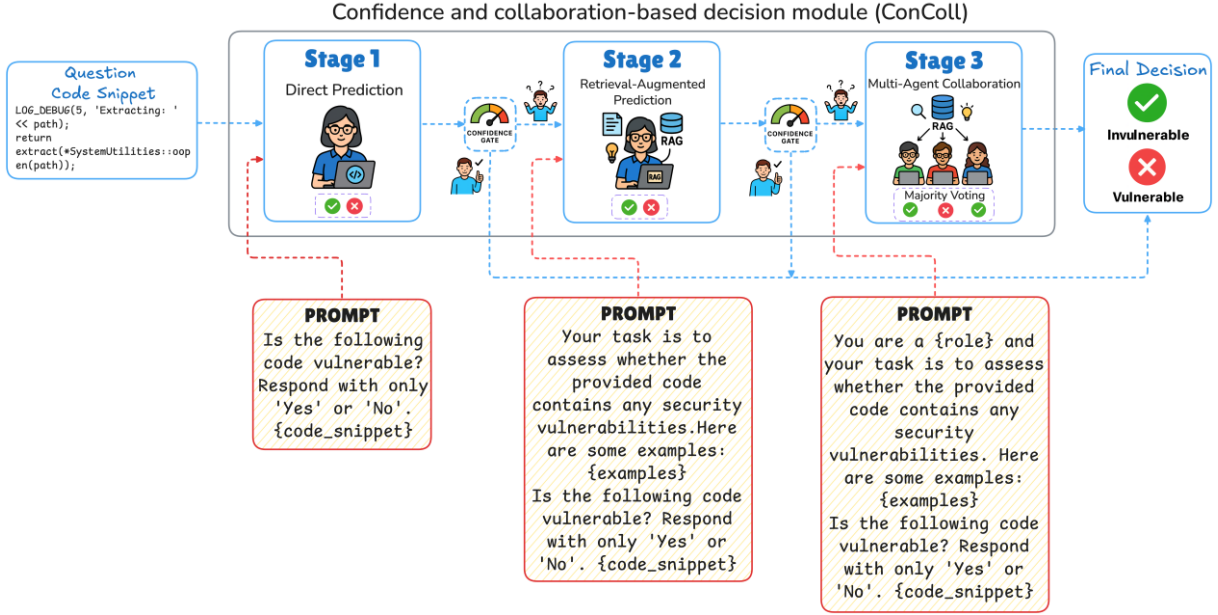 Confidence and collaboration-based decision module (ConColl)
Question
Code Snippet
LOG_DEBUG(5, 'Extracting: '
<< path);
return
extract(*SystemUtilities::oop
en(path));
Stage 1
Direct Prediction
CONFIDENCE
GATE
Stage 2
Retrieval-Augmented
Prediction
RAG
RAG
CONFIDENCE
GATE
Stage 3
Multi-Agent Collaboration
RAG
Majority Voting
Final Decision
Invulnerable
Vulnerable
PROMPT
Is the following
code vulnerable?
Respond with only
'Yes' or 'No'.
{code_snippet}
PROMPT
Your task is to
assess whether the
provided code
contains any security
vulnerabilities.Here
are some examples:
{examples}
Is the following code
vulnerable? Respond
with only 'Yes' or
'No'. {code_snippet}
PROMPT
You are a {role} and
your task is to assess
whether the provided
code contains any
security
vulnerabilities. Here
are some examples:
{examples}
Is the following code
vulnerable? Respond
with only 'Yes' or
'No'. {code_snippet}